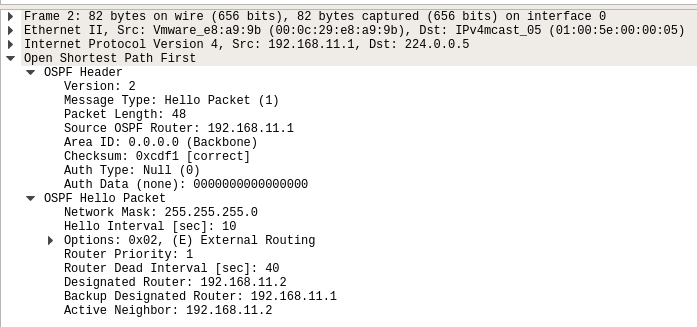 Frame 2: 82 bytes on wire (656 bits), 82 bytes captured (656 bits) on interface 0
Ethernet II, Src: Vmware_e8:a9:9b (00:0c:29:e8:a9:9b), Dst: IPv4mcast_05 (01:00:5e:00:00:05)
Internet Protocol Version 4, Src: 192.168.11.1, Dst: 224.0.0.5
Open Shortest Path First
OSPF Header
Version: 2
Message Type: Hello Packet (1)
Packet Length: 48
Source OSPF Router: 192.168.11.1
Area ID: 0.0.0.0 (Backbone)
Checksum: 0xcdf1 [correct]
Auth Type: Null (0)
Auth Data (none): 0000000000000000
OSPF Hello Packet
Network Mask: 255.255.255.0
Hello Interval [sec]: 10
Options: 0x02, (E) External Routing
Router Priority: 1
Router Dead Interval [sec]: 40
Designated Router: 192.168.11.2
Backup Designated Router: 192.168.11.1
Active Neighbor: 192.168.11.2